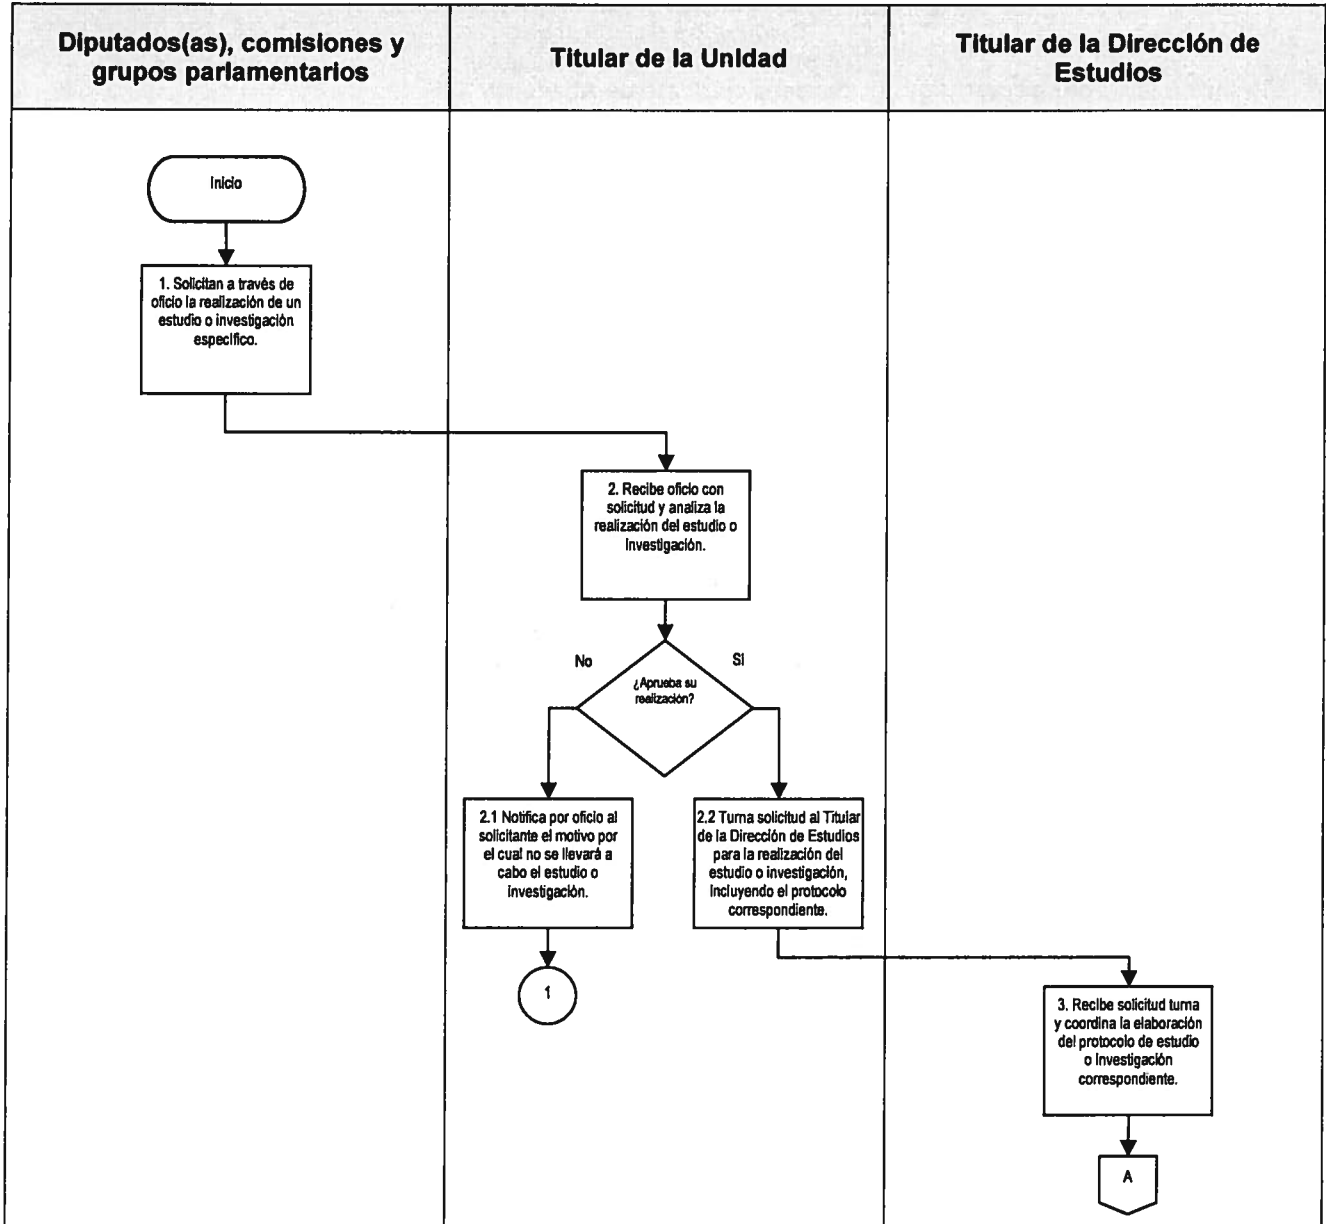 Diputados(as), comisiones y
grupos parlamentarios
Titular de la Unidad
Titular de la Dirección de
Estudios
Inicio
1. Solicitan a través de
oficio la realización de un
estudio o investigación
específico.
2. Recibe oficio con
solicitud y analiza la
realización del estudio o
investigación.
No
Si
¿Aprueba su
realización?
2.1 Notifica por oficio al
solicitante el motivo por
el cual no se llevará a
cabo el estudio o
investigación.
2.2 Turna solicitud al Titular
de la Dirección de Estudios
para la realización del
estudio o investigación,
incluyendo el protocolo
correspondiente.
1
3. Recibe solicitud turna
y coordina la elaboración
del protocolo de estudio
o investigación
correspondiente.
A